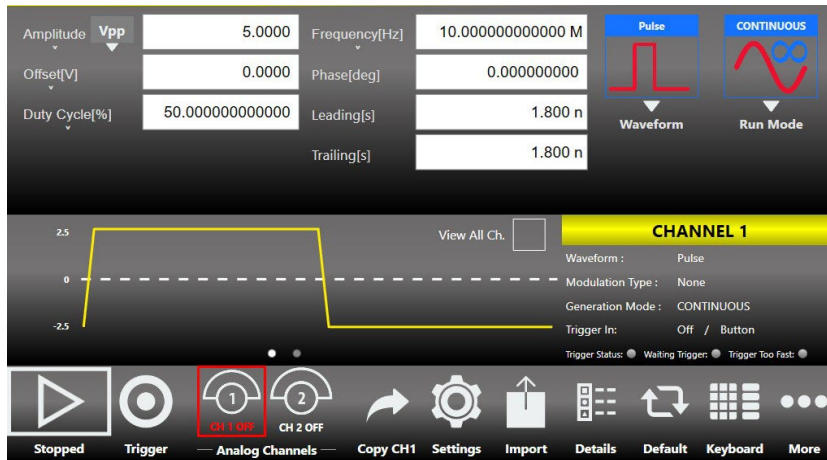 Amplitude Vpp 5.0000 Frequency[Hz] 10.000000000000 M Pulse CONTINUOUS
Offset[V] 0.0000 Phase[deg] 0.000000000
Duty Cycle[%] 50.000000000000 Leading[s] 1.800 n Waveform Run Mode
Trailing[s] 1.800 n
2.5 View All Ch. CHANNEL 1
Waveform : Pulse
0 Modulation Type : None
Generation Mode : CONTINUOUS
-2.5 Trigger In: Off / Button
Trigger Status: Waiting Trigger: Trigger Too Fast:
1 2
CH 1 OFF CH 2 OFF
Stopped Trigger Analog Channels Copy CH1 Settings Import Details Default Keyboard More